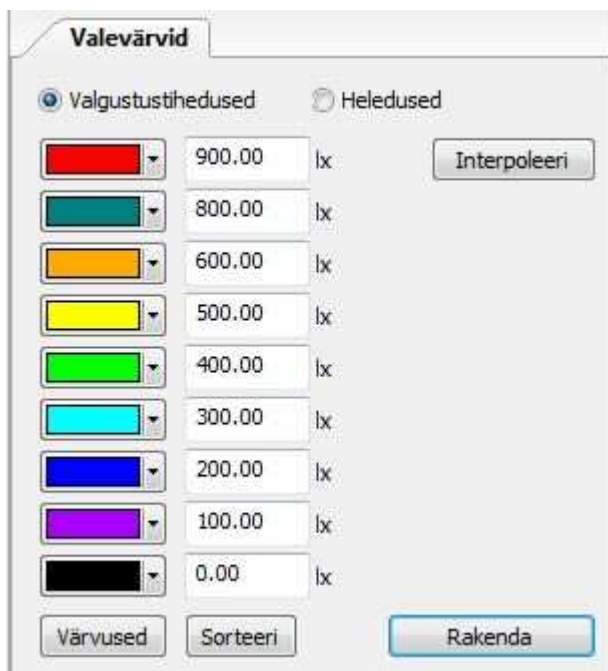 Valevärvid
Valgustustihedused Heledused
900.00 lx Interpoleeri
800.00 lx
600.00 lx
500.00 lx
400.00 lx
300.00 lx
200.00 lx
100.00 lx
0.00 lx
Värvused Sorteeri Rakenda